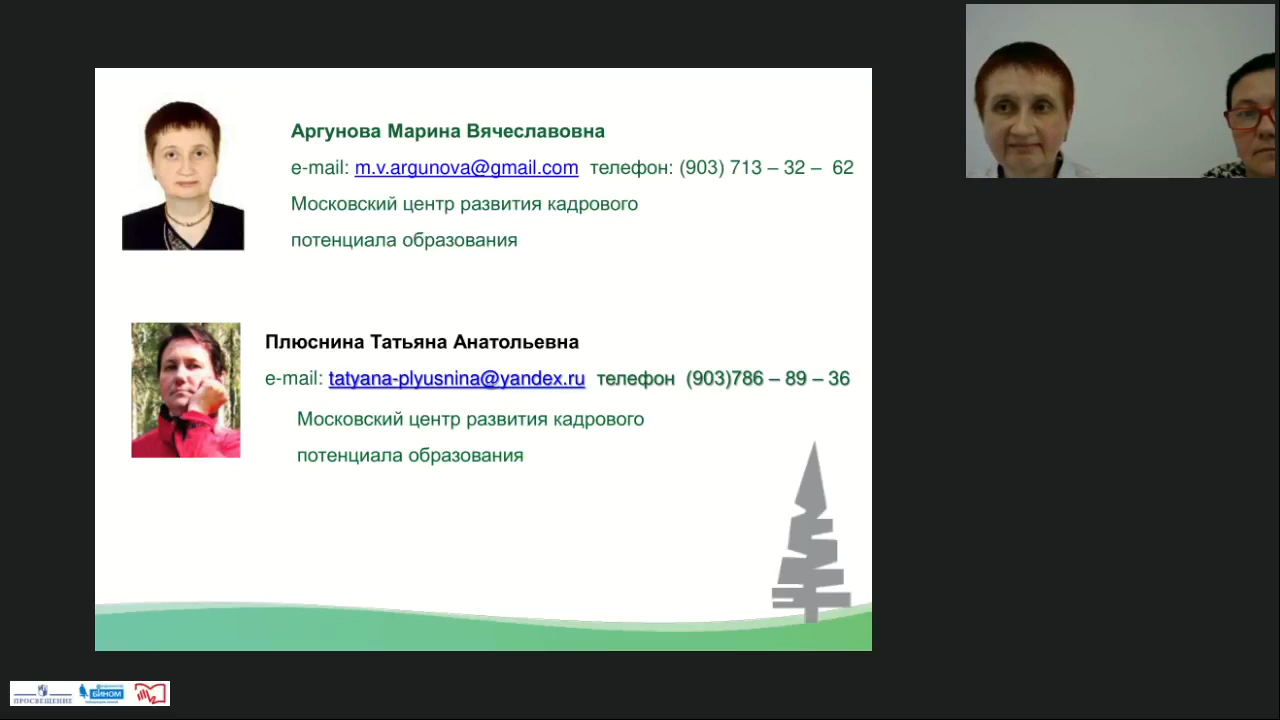 Аргунова Марина Вячеславовна
e-mail: m.v.argunova@gmail.com телефон: (903) 713 – 32 – 62
Московский центр развития кадрового
потенциала образования
Плюснина Татьяна Анатольевна
e-mail: tatyana-plyusnina@yandex.ru телефон (903)786 – 89 – 36
Московский центр развития кадрового
потенциала образования
ПРОСВЕЩЕНИЕ
БИНОМ